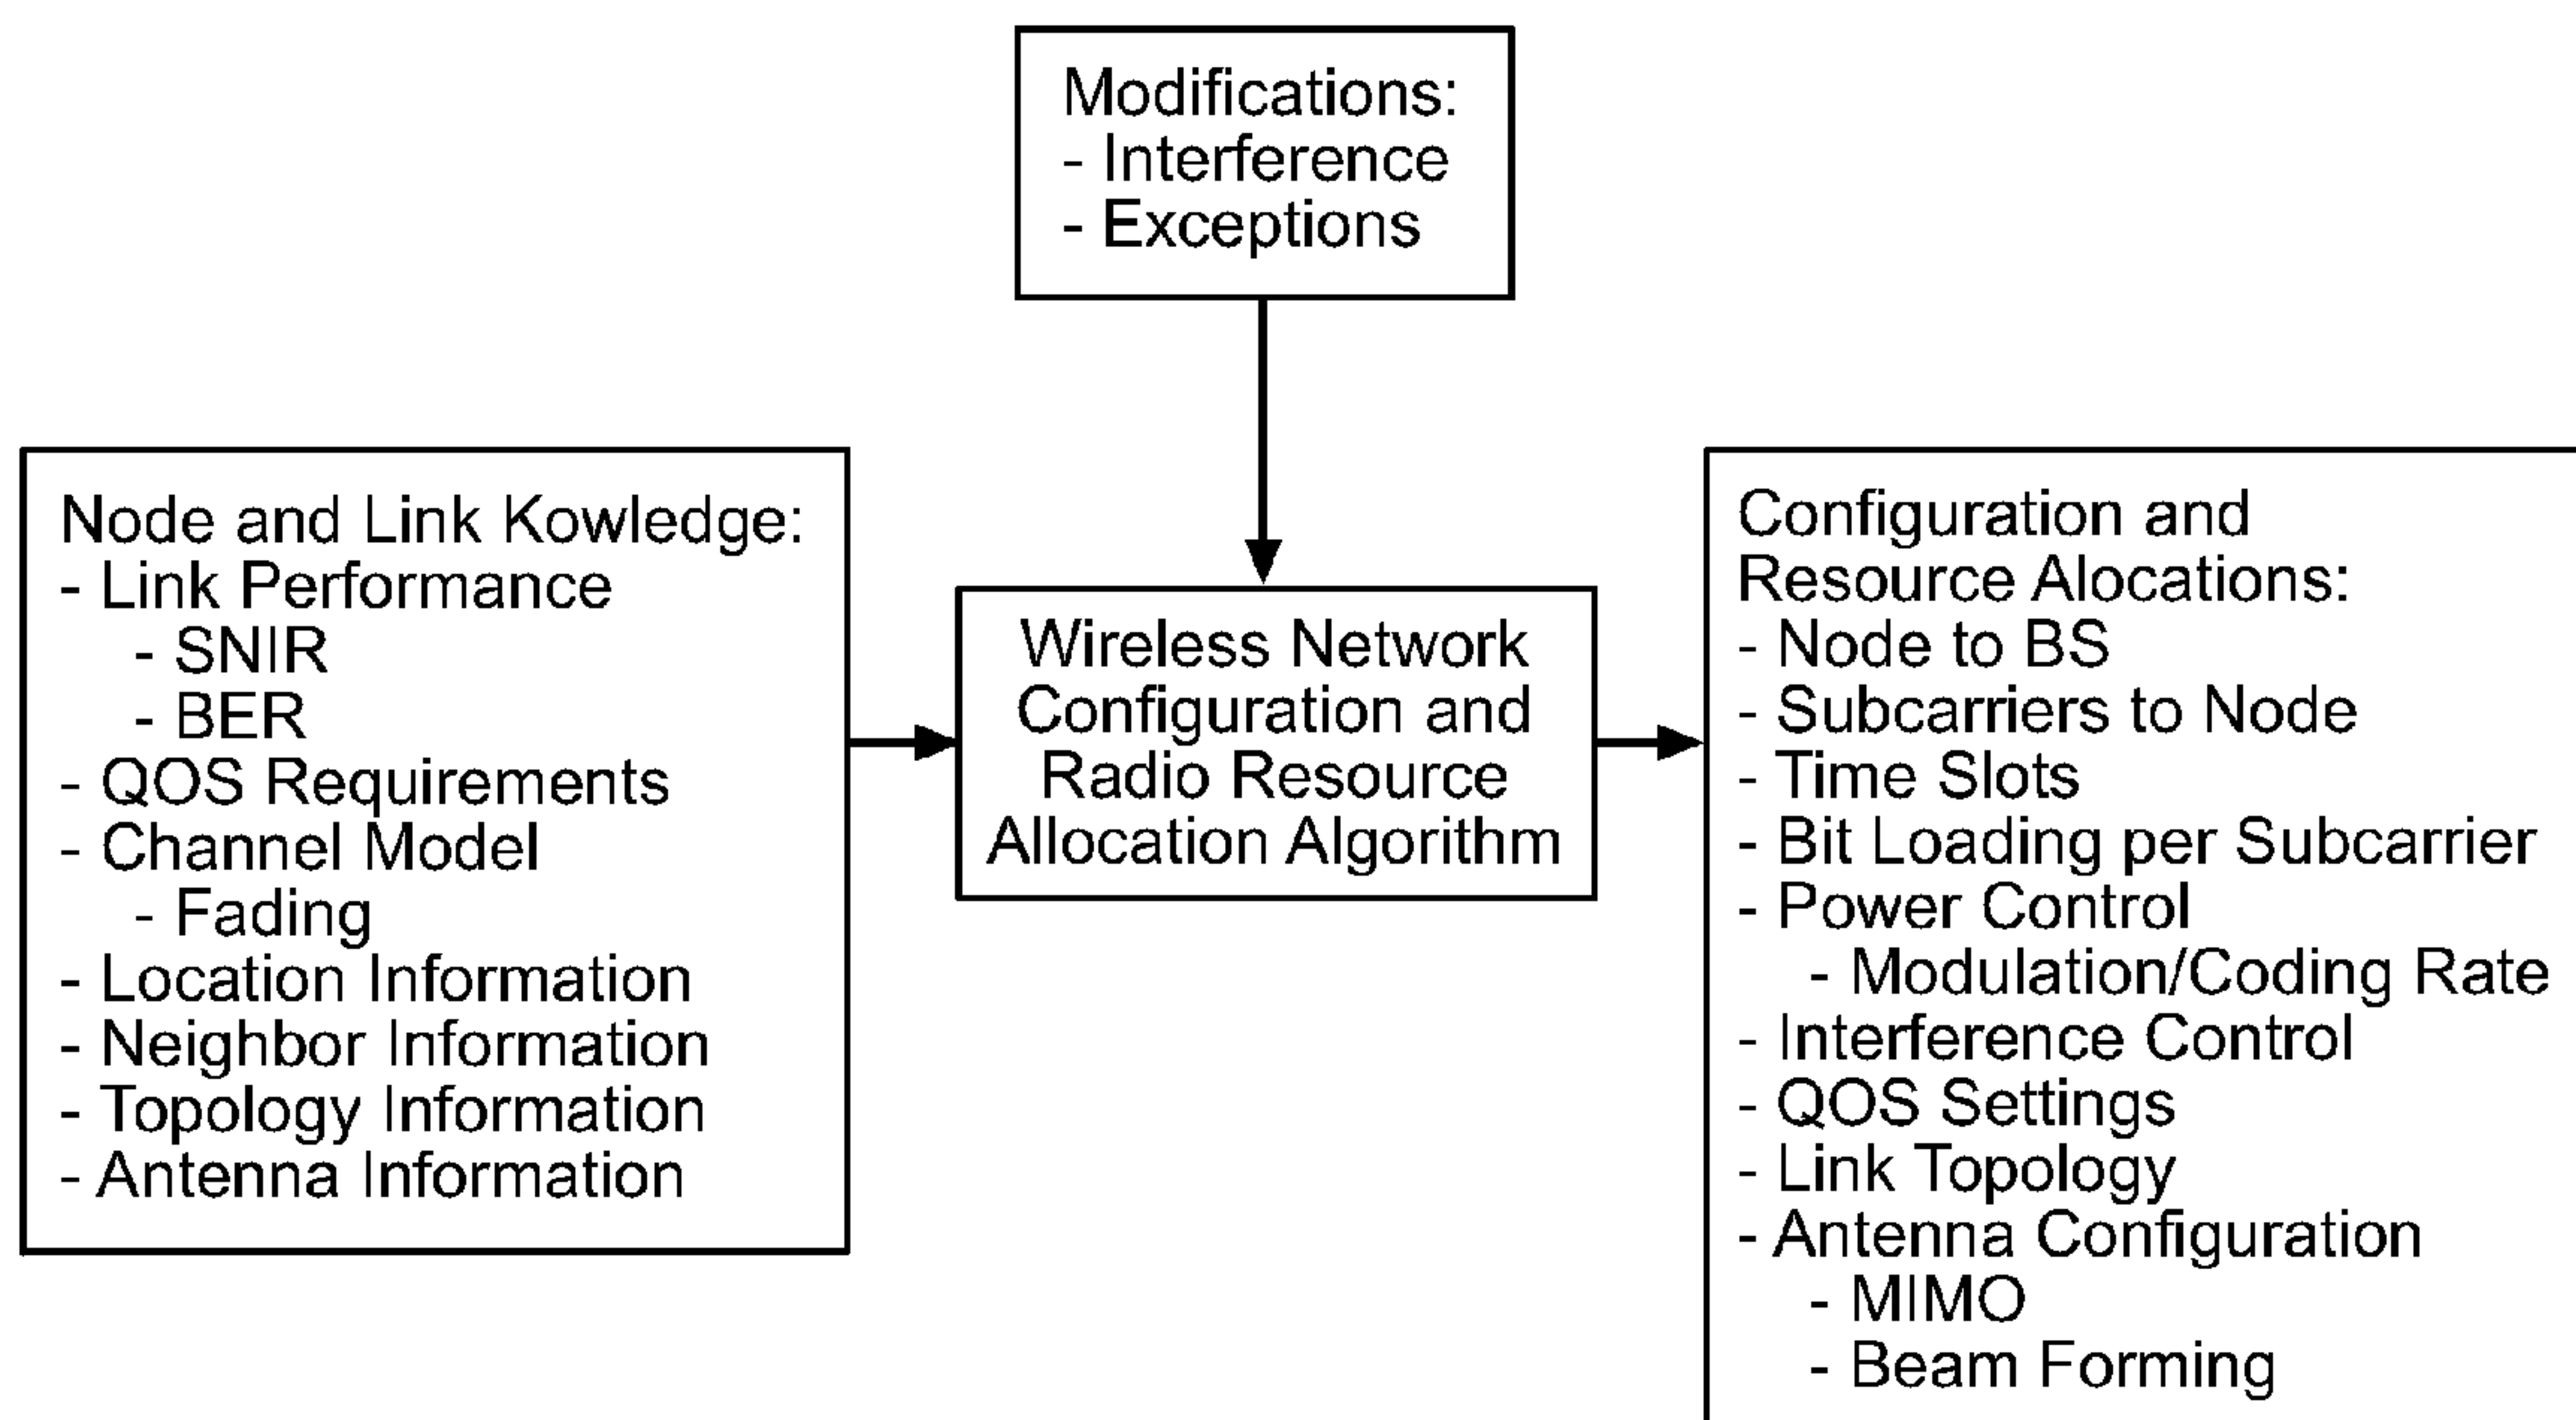 Modifications:
- Interference
- Exceptions
Node and Link Kowledge:
- Link Performance
- SNIR
- BER
- QOS Requirements
- Channel Model
- Fading
- Location Information
- Neighbor Information
- Topology Information
- Antenna Information
Wireless Network
Configuration and
Radio Resource
Allocation Algorithm
Configuration and
Resource Alocations:
- Node to BS
- Subcarriers to Node
- Time Slots
- Bit Loading per Subcarrier
- Power Control
- Modulation/Coding Rate
- Interference Control
- QOS Settings
- Link Topology
- Antenna Configuration
- MIMO
- Beam Forming